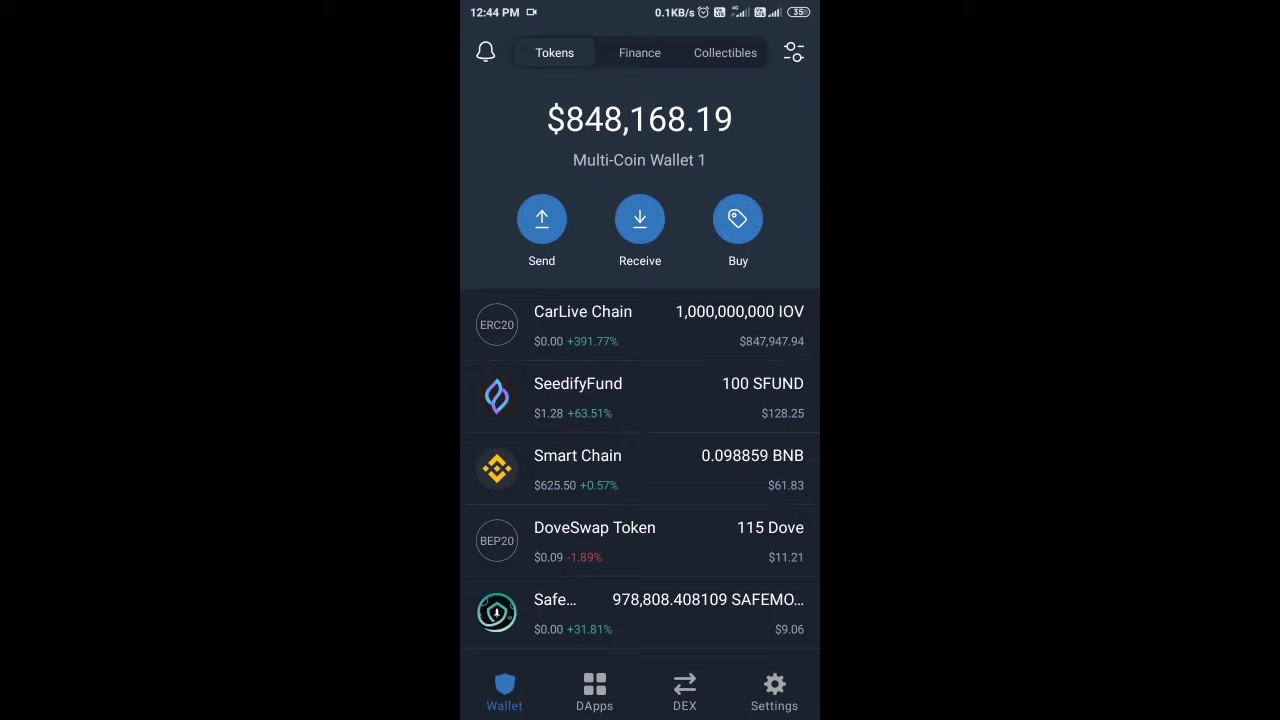 12:44 PM 0.1KB/s 4G 35
Tokens Finance Collectibles
$848,168.19
Multi-Coin Wallet 1
Send Receive Buy
ERC20 CarLive Chain 1,000,000,000 IOV
$0.00 +391.77% $847,947.94
SeedifyFund 100 SFUND
$1.28 +63.51% $128.25
Smart Chain 0.098859 BNB
$625.50 +0.57% $61.83
BEP20 DoveSwap Token 115 Dove
$0.09 -1.89% $11.21
Safe... 978,808.408109 SAFEMO...
$0.00 +31.81% $9.06
Wallet DApps DEX Settings